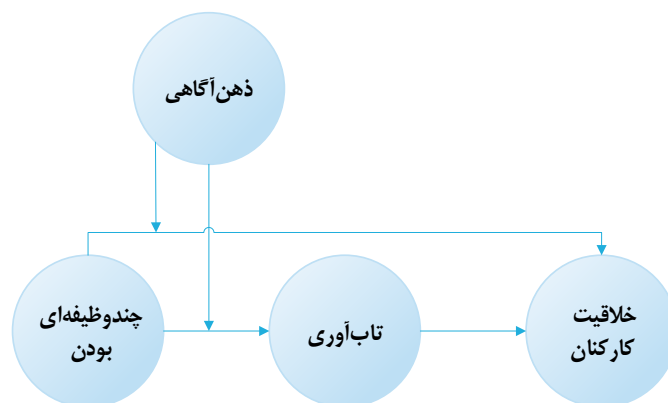 ذهن‌آگاهی
چندوظیفه‌ای
بودن
تاب‌آوری
خلاقیت
کارکنان